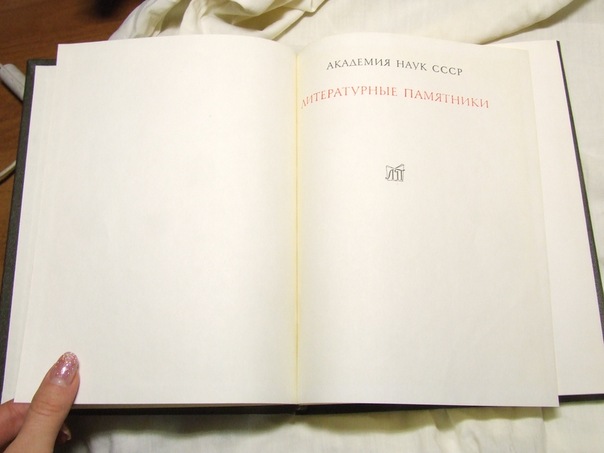 АКАДЕМИЯ НАУК СССР
ЛИТЕРАТУРНЫЕ ПАМЯТНИКИ
ЛП